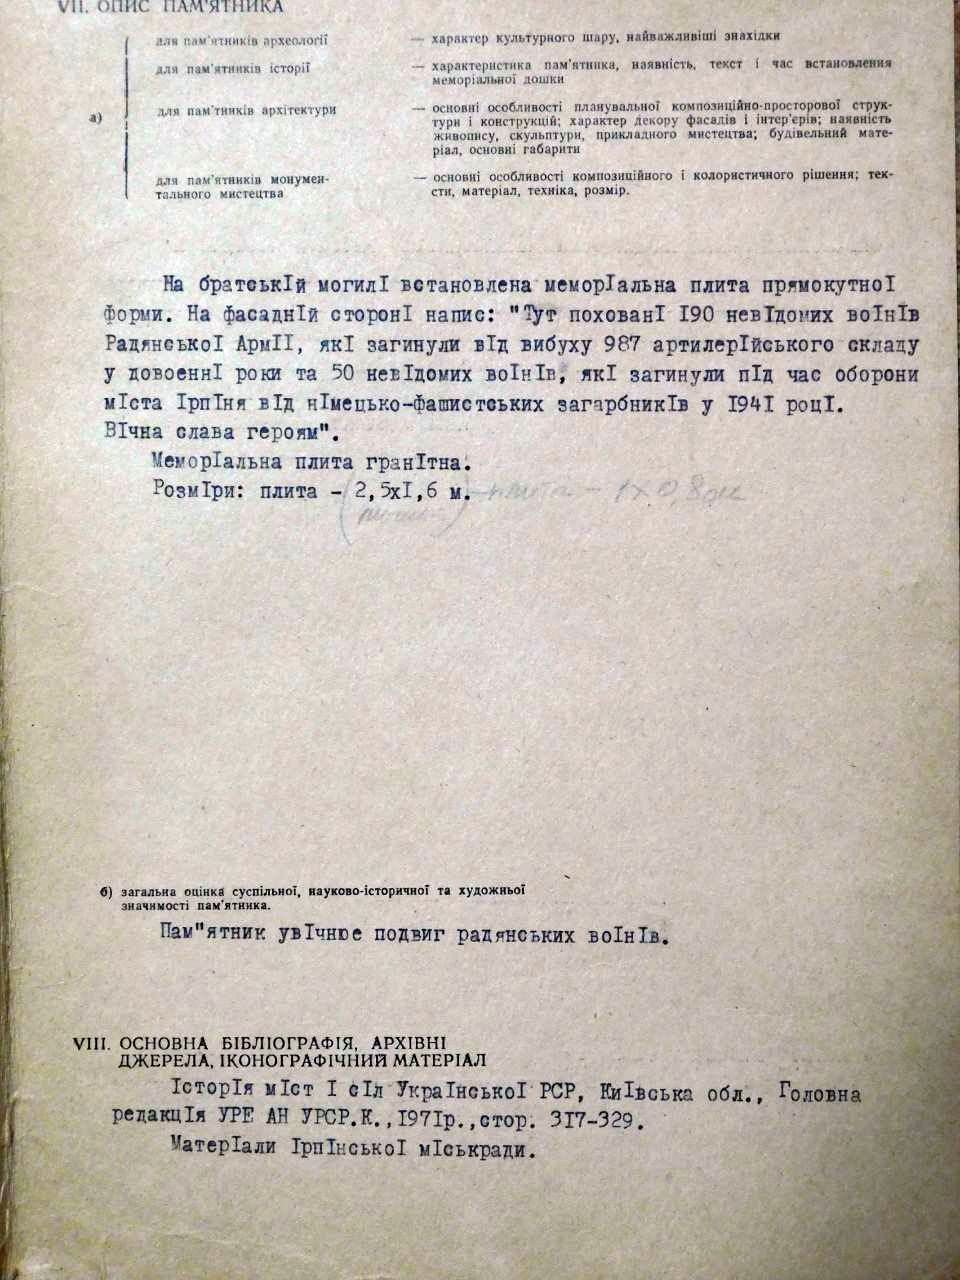 VII. ОПИС ПАМ'ЯТНИКА
для пам'ятників археології — характер культурного шару, найважливіші знахідки
для пам'ятників історії — характеристика пам'ятника, наявність, текст і час встановлення
меморіальної дошки
а) для пам'тників архітектури — основні особливості планувальної композиційно-просторової струк-
тури і конструкцій; характер декору фасадів і інтер'єрів; наявність
живопису, скульптури, прикладного мистецтва; будівельний мате-
ріал, основні габарити
для пам'ятників монумен- — основні особливості композиційного і колористичного рішення; тек-
тального мистецтва сти, матеріал, техніка, розмір.
На братській могилі встановлена меморіальна плита прямокутної
форми. На фасадній стороні напис: "Тут поховані 190 невідомих воїнів
Радянської Армії, які загинули від вибуху 987 артилерійського складу
у довоенні роки та 50 невідомих воїнів, які загинули під час оборони
міста Ірпіня від німецько-фашистських загарбників у 1941 році.
Вічна слава героям".
Меморіальна плита гранітна.
Розміри: плита - 2,5х1,6 м. плита - 1х0,8 м
б) загальна оцінка суспільної, науково-історичної та художньої
значимості пам'ятника.
Пам"ятник увічнює подвиг радянських воїнів.
VIII. ОСНОВНА БІБЛІОГРАФІЯ, АРХІВНІ
ДЖЕРЕЛА, ІКОНОГРАФІЧНИЙ МАТЕРІАЛ
Історія міст і сіл Української РСР, Київська обл., Головна
редакція УРЕ АН УРСР.К.,1971р.,стор. 317-329.
Матеріали Ірпінської міськради.